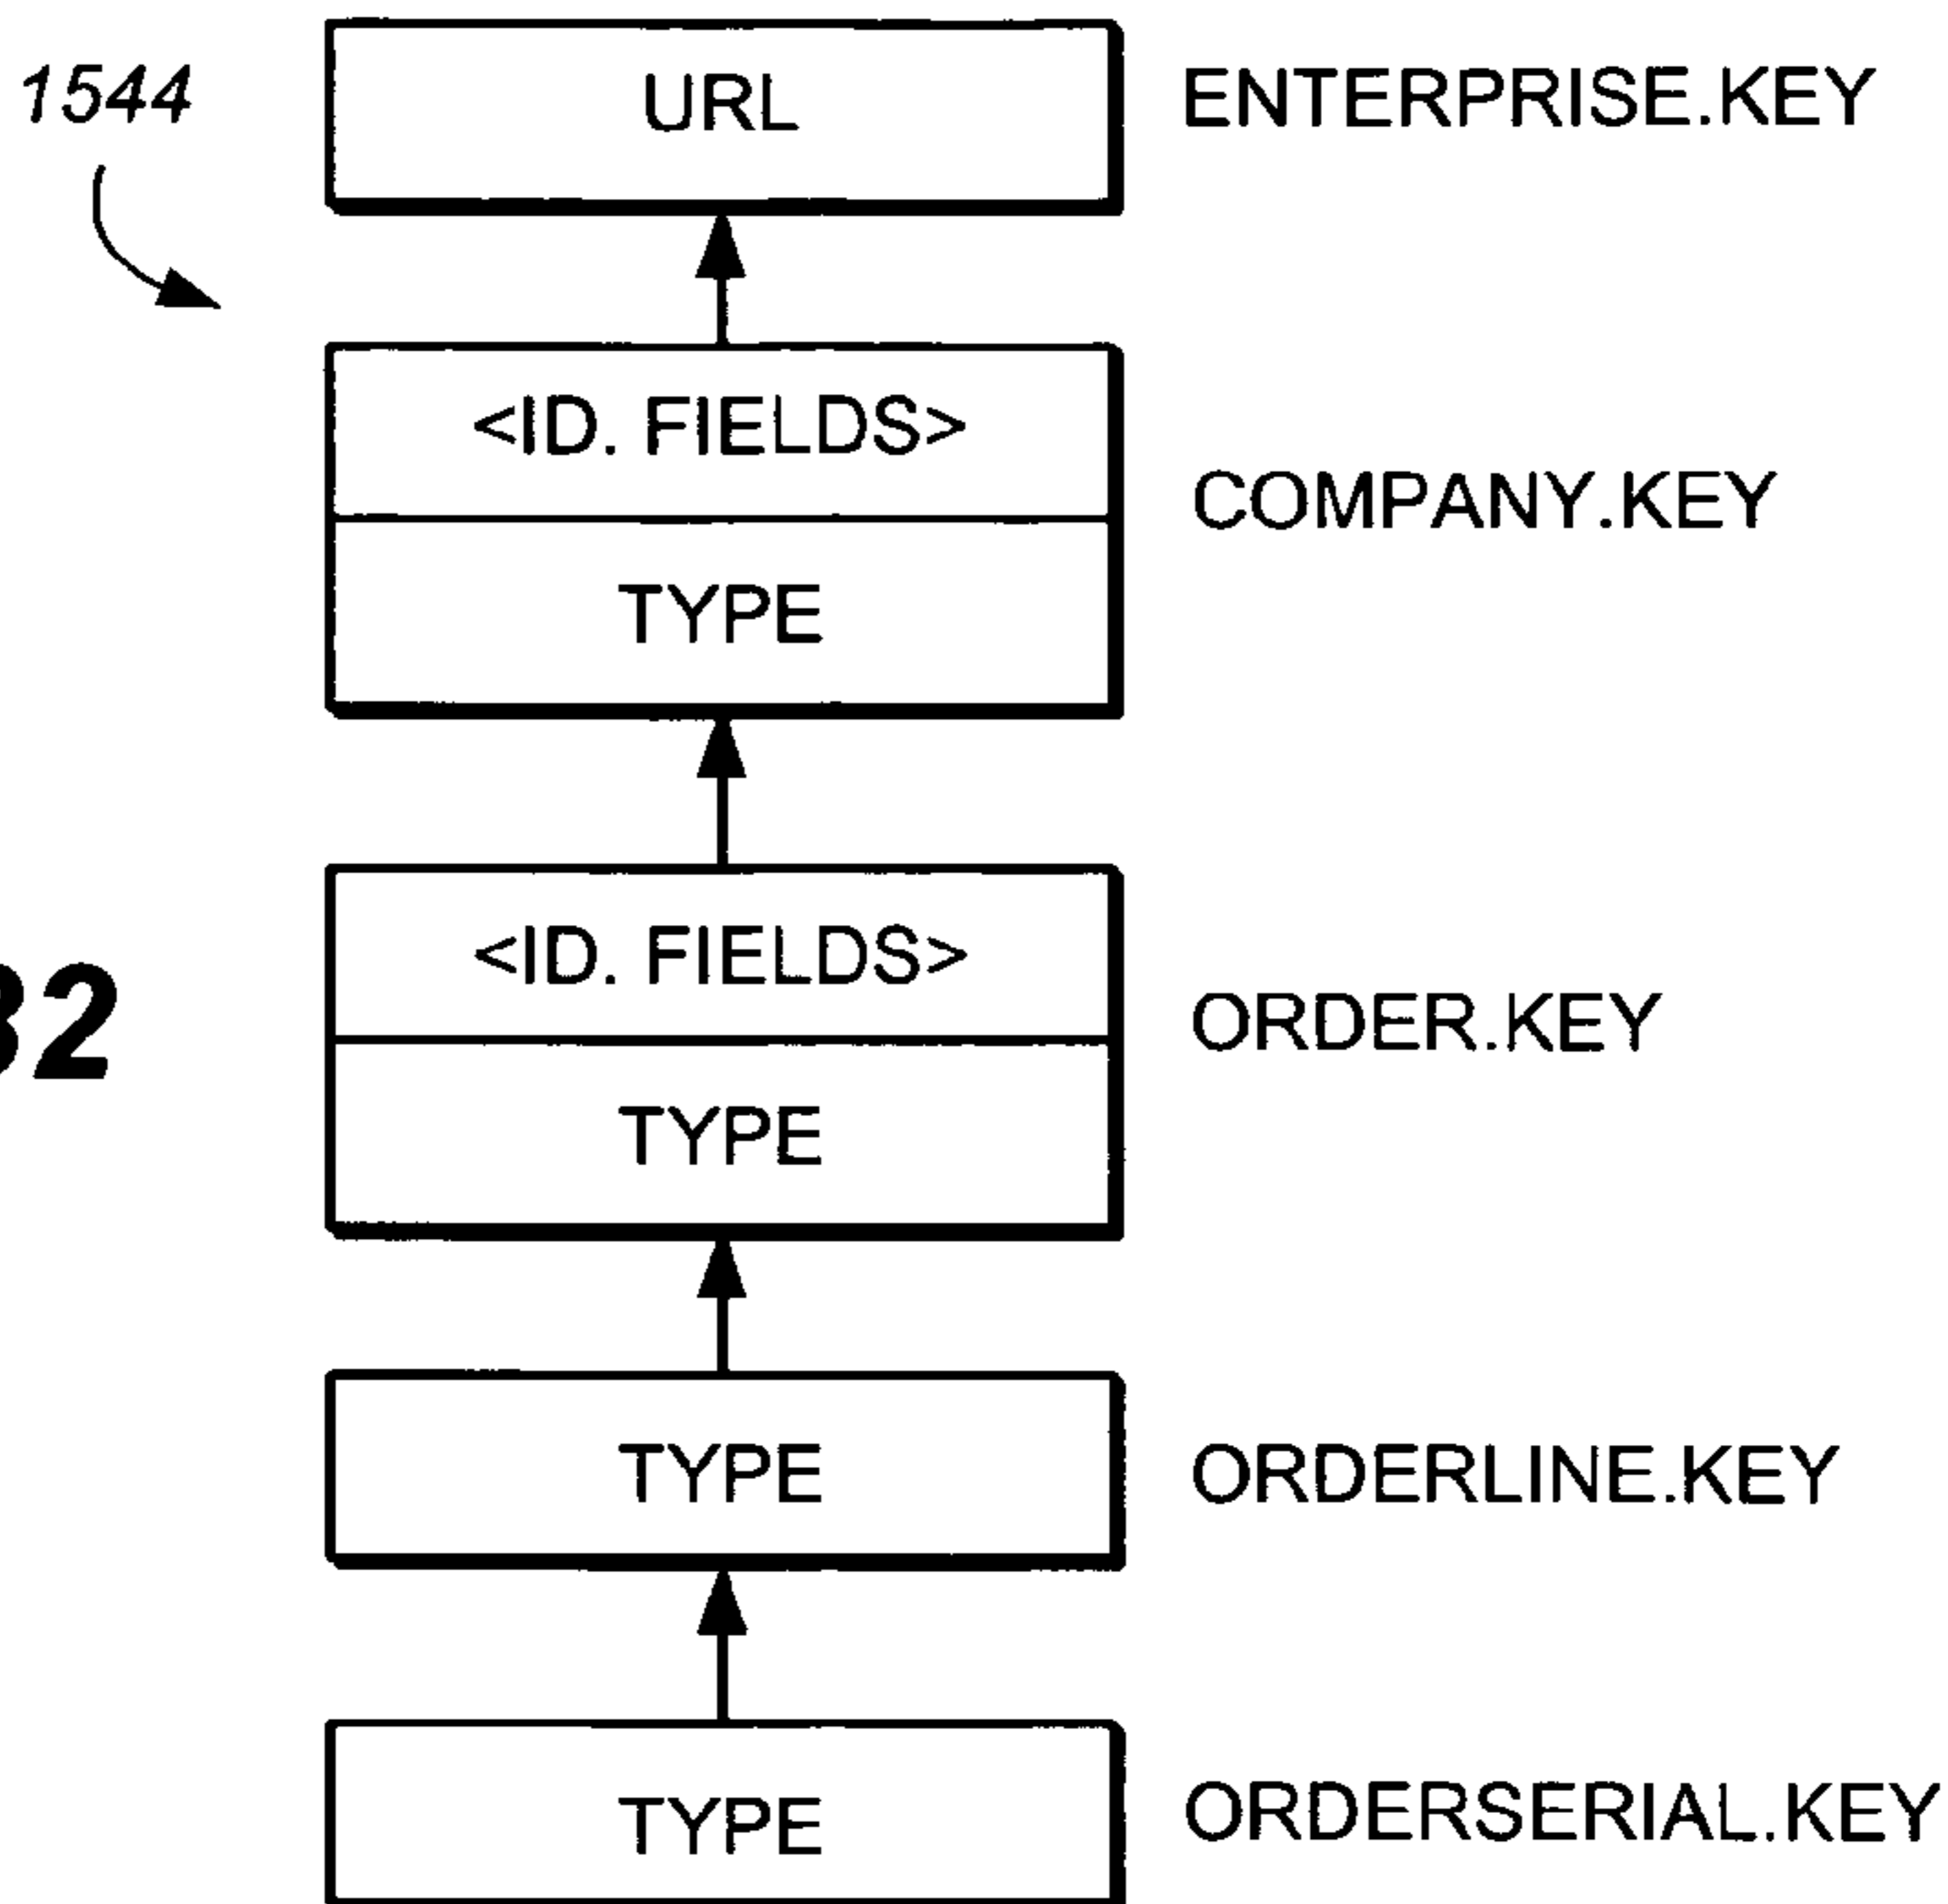 1544
URL ENTERPRISE.KEY
<ID. FIELDS>
COMPANY.KEY
TYPE
<ID. FIELDS>
ORDER.KEY
TYPE
TYPE ORDERLINE.KEY
TYPE ORDERSERIAL.KEY